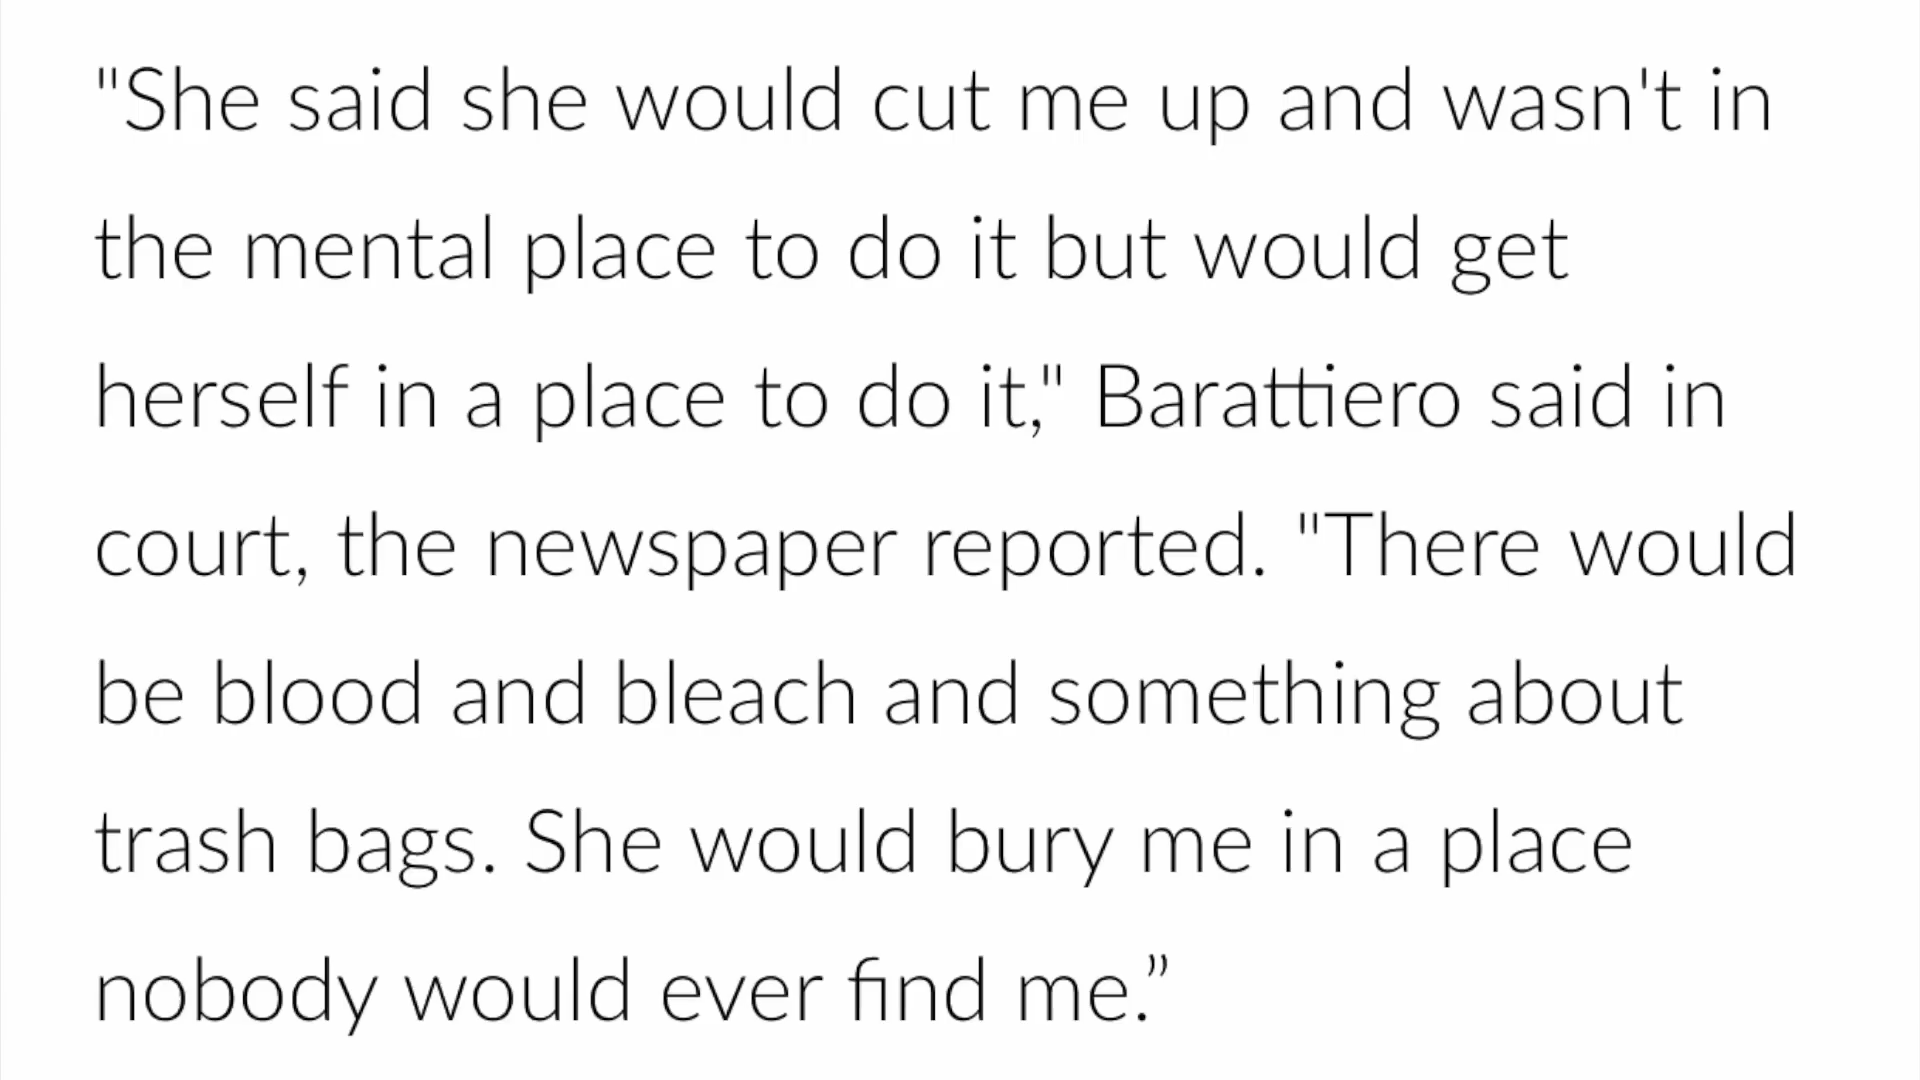 "She said she would cut me up and wasn't in
the mental place to do it but would get
herself in a place to do it," Barattiero said in
court, the newspaper reported. "There would
be blood and bleach and something about
trash bags. She would bury me in a place
nobody would ever find me.”